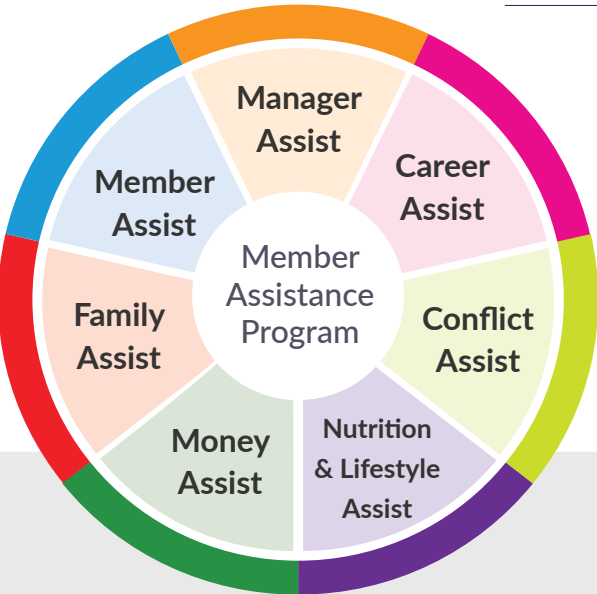 Manager
Assist
Career
Assist
Member
Assist
Member
Assistance
Program
Family
Assist
Conflict
Assist
Money
Assist
Nutrition
& Lifestyle
Assist